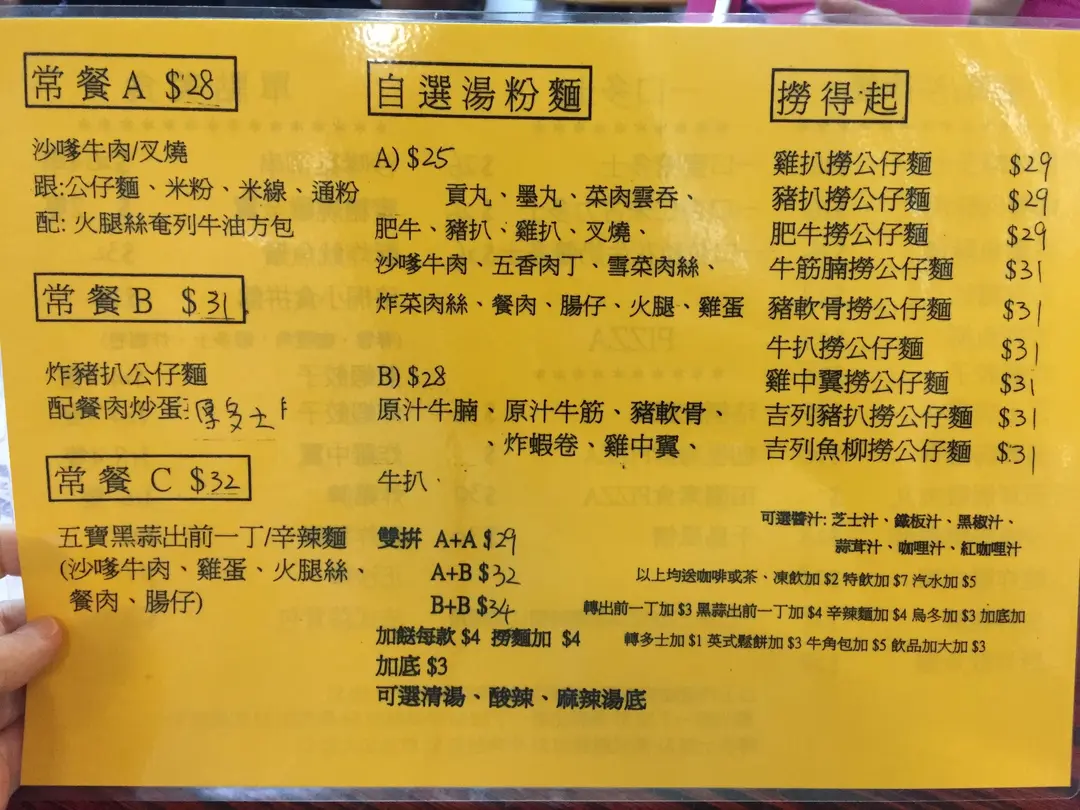 常餐A $28
沙嗲牛肉/叉燒
跟:公仔麵、米粉、米線、通粉
配: 火腿絲奄列牛油方包
常餐B $31
炸豬扒公仔麵
配餐肉炒蛋 厚多士
常餐 C $32
五寶黑蒜出前一丁/辛辣麵
(沙嗲牛肉、雞蛋、火腿絲、
餐肉、腸仔)
自選湯粉麵
A) $25
貢丸、墨丸、菜肉雲吞、
肥牛、豬扒、雞扒、叉燒、
沙嗲牛肉、五香肉丁、雪菜肉絲、
炸菜肉絲、餐肉、腸仔、火腿、雞蛋
B) $28
原汁牛腩、原汁牛筋、豬軟骨、
、炸蝦卷、雞中翼、
牛扒
雙拼 A+A $29
A+B $32
B+B $34
加餸每款 $4 撈麵加 $4
加底 $3
可選清湯、酸辣、麻辣湯底
撈得起
雞扒撈公仔麵 $29
豬扒撈公仔麵 $29
肥牛撈公仔麵 $29
牛筋腩撈公仔麵 $31
豬軟骨撈公仔麵 $31
牛扒撈公仔麵 $31
雞中翼撈公仔麵 $31
吉列豬扒撈公仔麵 $31
吉列魚柳撈公仔麵 $31
可選醬汁: 芝士汁、鐵板汁、黑椒汁、
蒜茸汁、咖喱汁、紅咖喱汁
以上均送咖啡或茶、凍飲加 $2 特飲加 $7 汽水加 $5
轉出前一丁加 $3 黑蒜出前一丁加 $4 辛辣麵加 $4 烏冬加 $3 加底加
轉多士加 $1 英式鬆餅加 $3 牛角包加 $5 飲品加大加 $3